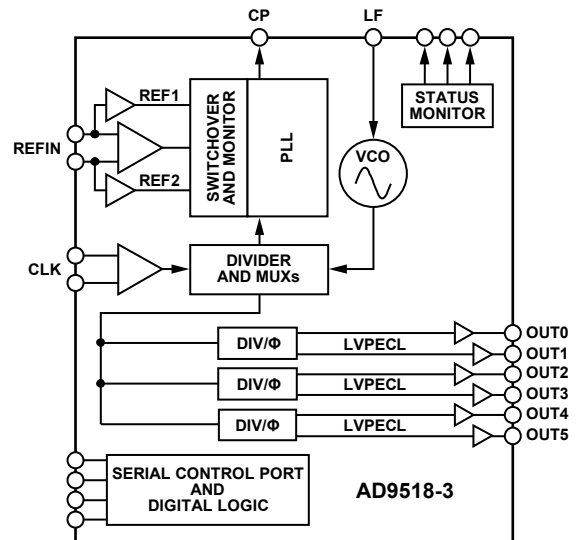 CP
LF
REF1
REFIN
REF2
SWITCHOVER
AND MONITOR
PLL
STATUS
MONITOR
VCO
CLK
DIVIDER
AND MUXs
DIV/Φ
LVPECL
OUT0
OUT1
DIV/Φ
LVPECL
OUT2
OUT3
DIV/Φ
LVPECL
OUT4
OUT5
SERIAL CONTROL PORT
AND
DIGITAL LOGIC
AD9518-3